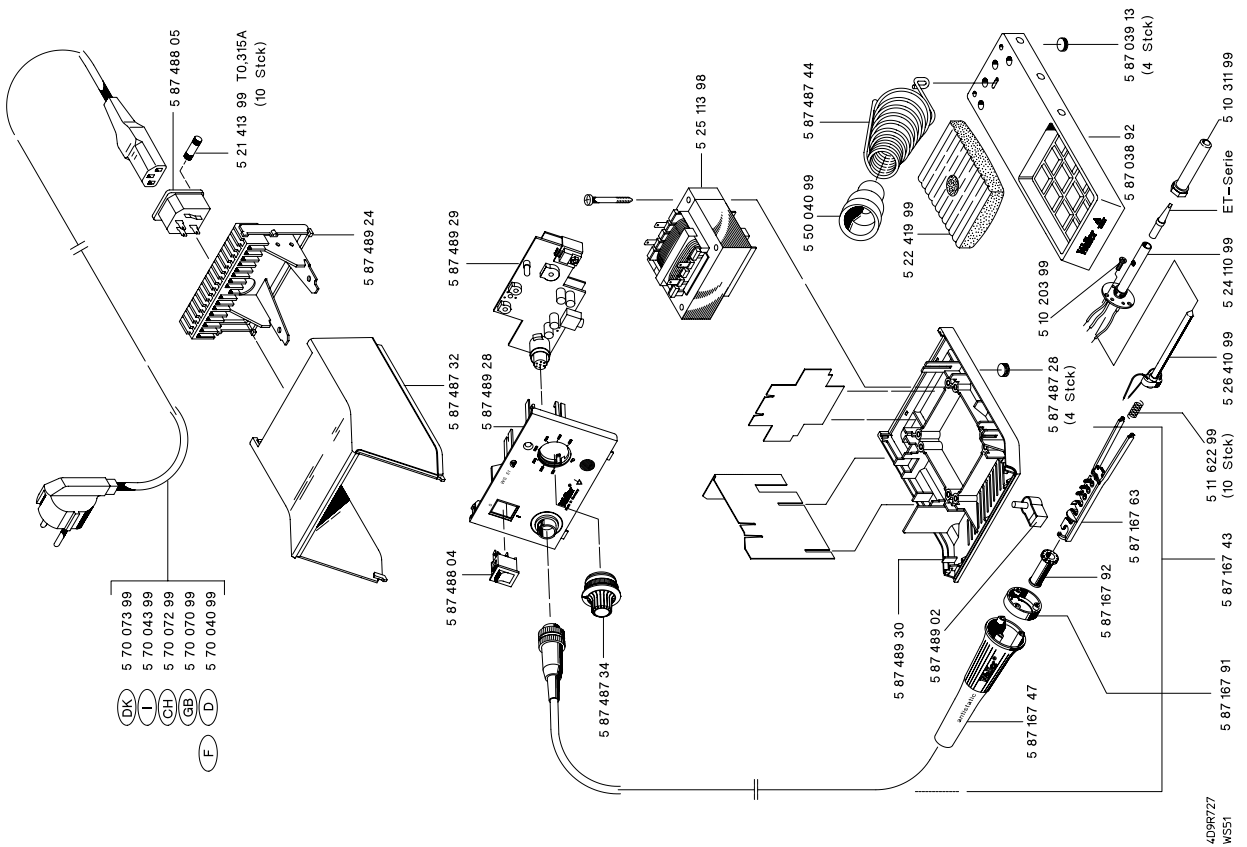 5 87 488 05
5 21 413 99 T0,315A
(10 Stck)
5 87 489 24
5 87 487 32
DK 5 70 073 99
I 5 70 043 99
CH 5 70 072 99
GB 5 70 070 99
F D 5 70 040 99
5 87 489 29
5 87 489 28
5 87 488 04
5 87 487 34
5 25 113 98
5 87 487 44
5 50 040 99
5 22 419 99
5 87 039 13
(4 Stck)
5 87 038 92
Weller
5 10 311 99
ET-Serie
5 24 110 99
5 10 203 99
5 26 410 99
5 87 487 28
(4 Stck)
5 11 622 99
(10 Stck)
5 87 167 63
5 87 167 43
5 87 167 92
5 87 489 30
5 87 489 02
5 87 167 91
5 87 167 47
antistatic
Weller
4D9R727
WS51